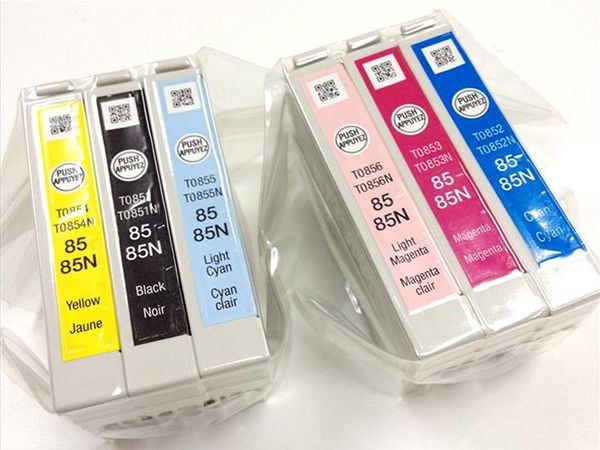 PUSH
APPUYEZ
T0854
T0854N
85
85N
Yellow
Jaune
PUSH
APPUYEZ
T0851
T0851N
85
85N
Black
Noir
PUSH
APPUYEZ
T0855
T0855N
85
85N
Light
Cyan
Cyan
clair
PUSH
APPUYEZ
T0856
T0856N
85
85N
Light
Magenta
Magenta
clair
PUSH
APPUYEZ
T0853
T0853N
85
85N
Magenta
Magenta
PUSH
APPUYEZ
T0852
T0852N
85
85N
Cyan
Cyan